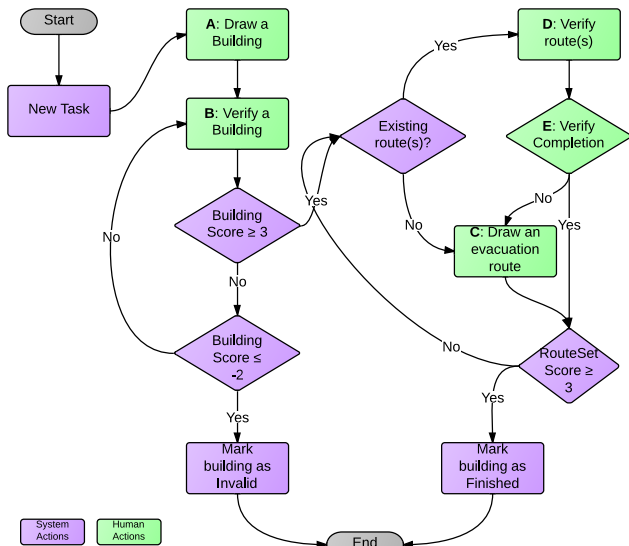 Start
New Task
A: Draw a
Building
B: Verify a
Building
Building
Score ≥ 3
Yes
No
Building
Score ≤
-2
No
Yes
Mark
building as
Invalid
Existing
route(s)?
Yes
No
D: Verify
route(s)
E: Verify
Completion
No
Yes
C: Draw an
evacuation
route
RouteSet
Score ≥
3
No
Yes
Mark
building as
Finished
End
System
Actions
Human
Actions